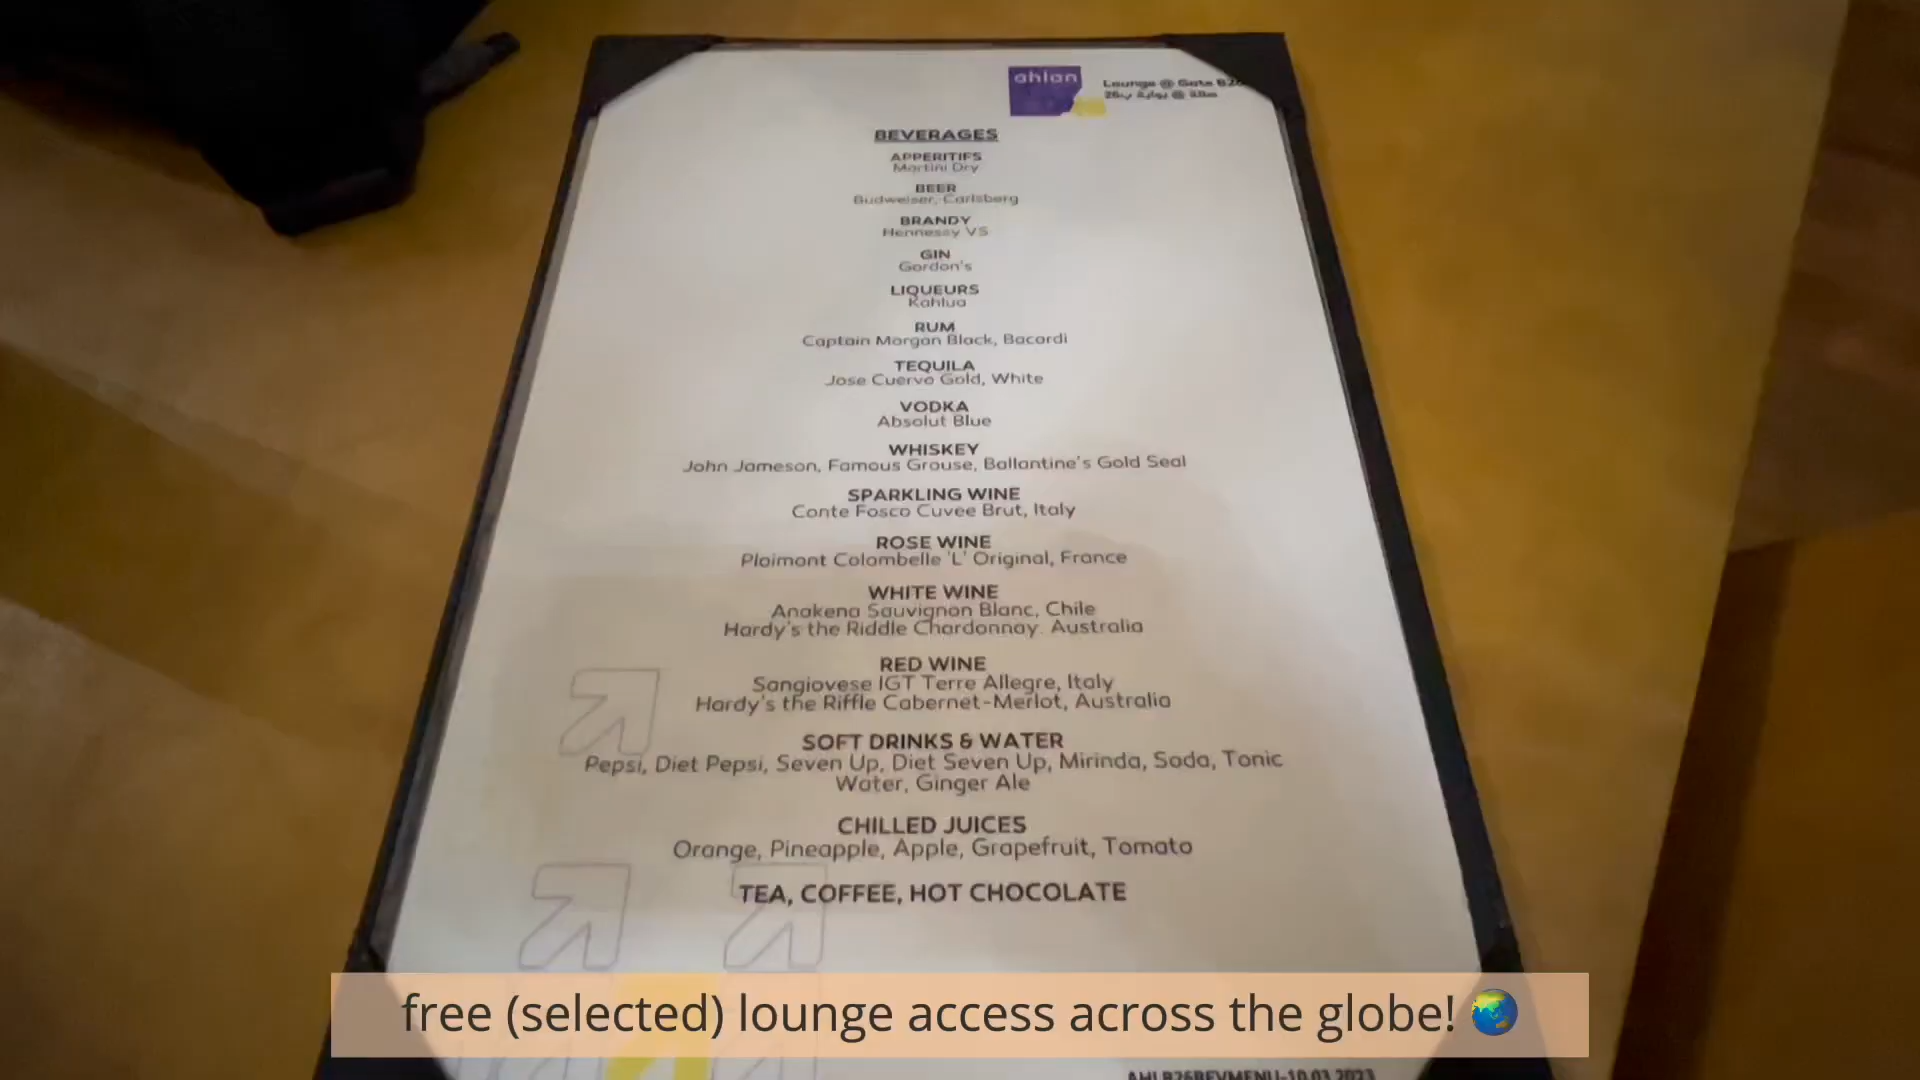 ahlan
Lounge @ Gate B26
صالة @ بوابة ب26
BEVERAGES
APPERITIFS
Martini Dry
BEER
Budweiser, Carlsberg
BRANDY
Hennessy VS
GIN
Gordon's
LIQUEURS
Kahlua
RUM
Captain Morgan Black, Bacardi
TEQUILA
Jose Cuervo Gold, White
VODKA
Absolut Blue
WHISKEY
John Jameson, Famous Grouse, Ballantine's Gold Seal
SPARKLING WINE
Conte Fosco Cuvee Brut, Italy
ROSE WINE
Ploimont Colombelle 'L' Original, France
WHITE WINE
Anakena Sauvignon Blanc, Chile
Hardy's the Riddle Chardonnay. Australia
RED WINE
Sangiovese IGT Terre Allegre, Italy
Hardy's the Riffle Cabernet-Merlot, Australia
SOFT DRINKS & WATER
Pepsi, Diet Pepsi, Seven Up, Diet Seven Up, Mirinda, Soda, Tonic
Water, Ginger Ale
CHILLED JUICES
Orange, Pineapple, Apple, Grapefruit, Tomato
TEA, COFFEE, HOT CHOCOLATE
free (selected) lounge access across the globe! 🌏
AHLB26BEVMENU-10.03.2023